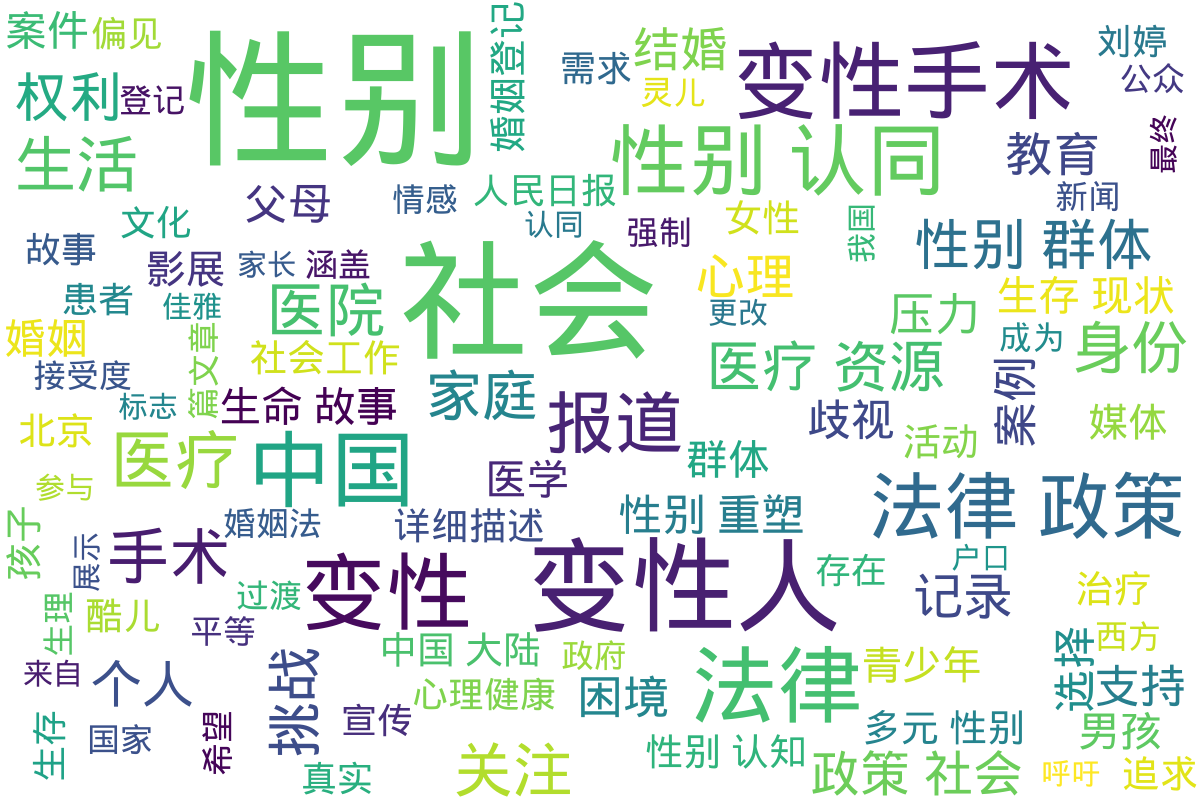 案件
偏见
性别
婚姻登记
需求
结婚
灵儿
变性手术
刘婷
公众
权利
登记
生活
性别 认同
教育
最终
新闻
父母
情感
人民日报
认同
强制
女性
我国
性别 群体
文化
故事
影展
家长
涵盖
患者
佳雅
医院
社会
心理
更改
压力
生存 现状
成为
身份
婚姻
篇文章
社会工作
接受度
标志
生命 故事
家庭
报道
医疗 资源
歧视
案例
媒体
北京
医疗
中国
医学
群体
活动
参与
法律 政策
孩子
展示
手术
婚姻法
详细描述
性别 重塑
变性
变性人
存在
户口
过渡
记录
治疗
生理
酷儿
平等
中国 大陆
政府
西方
来自
个人
挑战
心理健康
困境
法律
青少年
选择
支持
生存
国家
希望
宣传
多元 性别
男孩
真实
关注
性别 认知
政策 社会
呼吁
追求